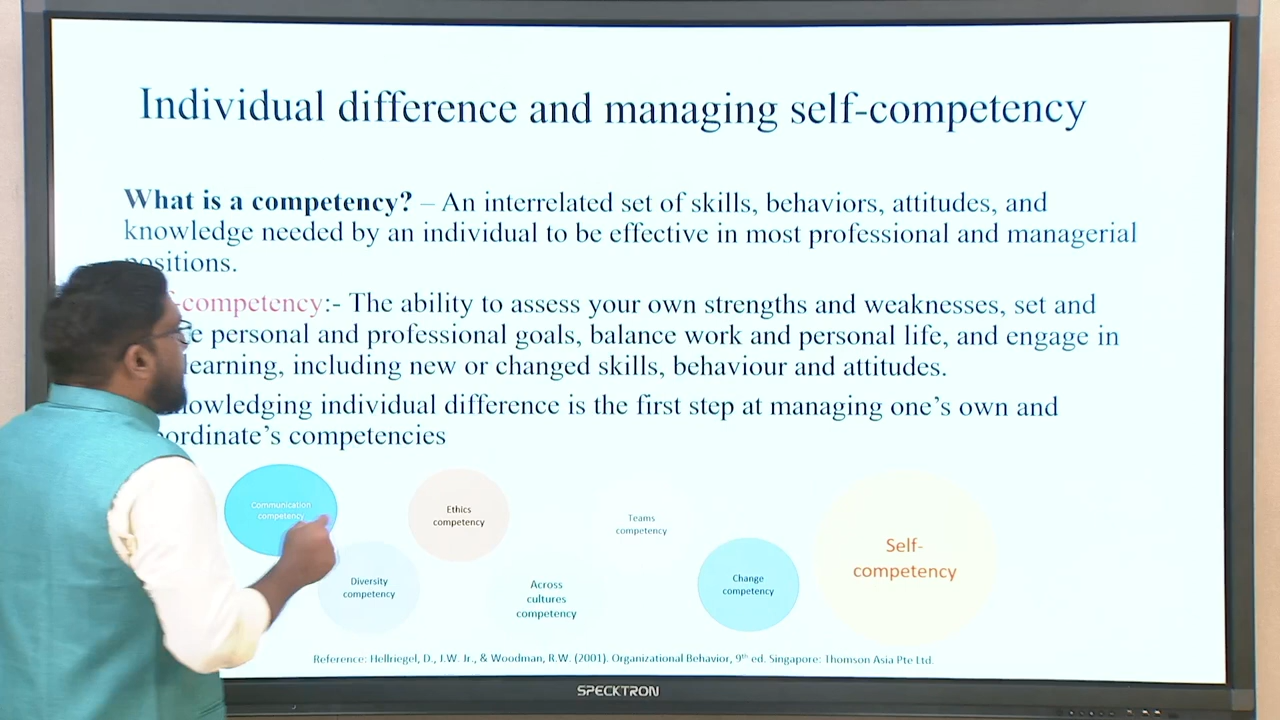 Individual difference and managing self-competency
What is a competency? – An interrelated set of skills, behaviors, attitudes, and
knowledge needed by an individual to be effective in most professional and managerial
positions.
-competency:- The ability to assess your own strengths and weaknesses, set and
personal and professional goals, balance work and personal life, and engage in
learning, including new or changed skills, behaviour and attitudes.
individual difference is the first step at managing one’s own and
competencies
Communication
competency
Ethics
competency
Teams
competency
Self-
competency
Diversity
competency
Across
cultures
competency
Change
competency
Reference: Hellriegel, D., J.W. Jr., & Woodman, R.W. (2001). Organizational Behavior, 9th ed. Singapore: Thomson Asia Pte Ltd.
SPECKTRON